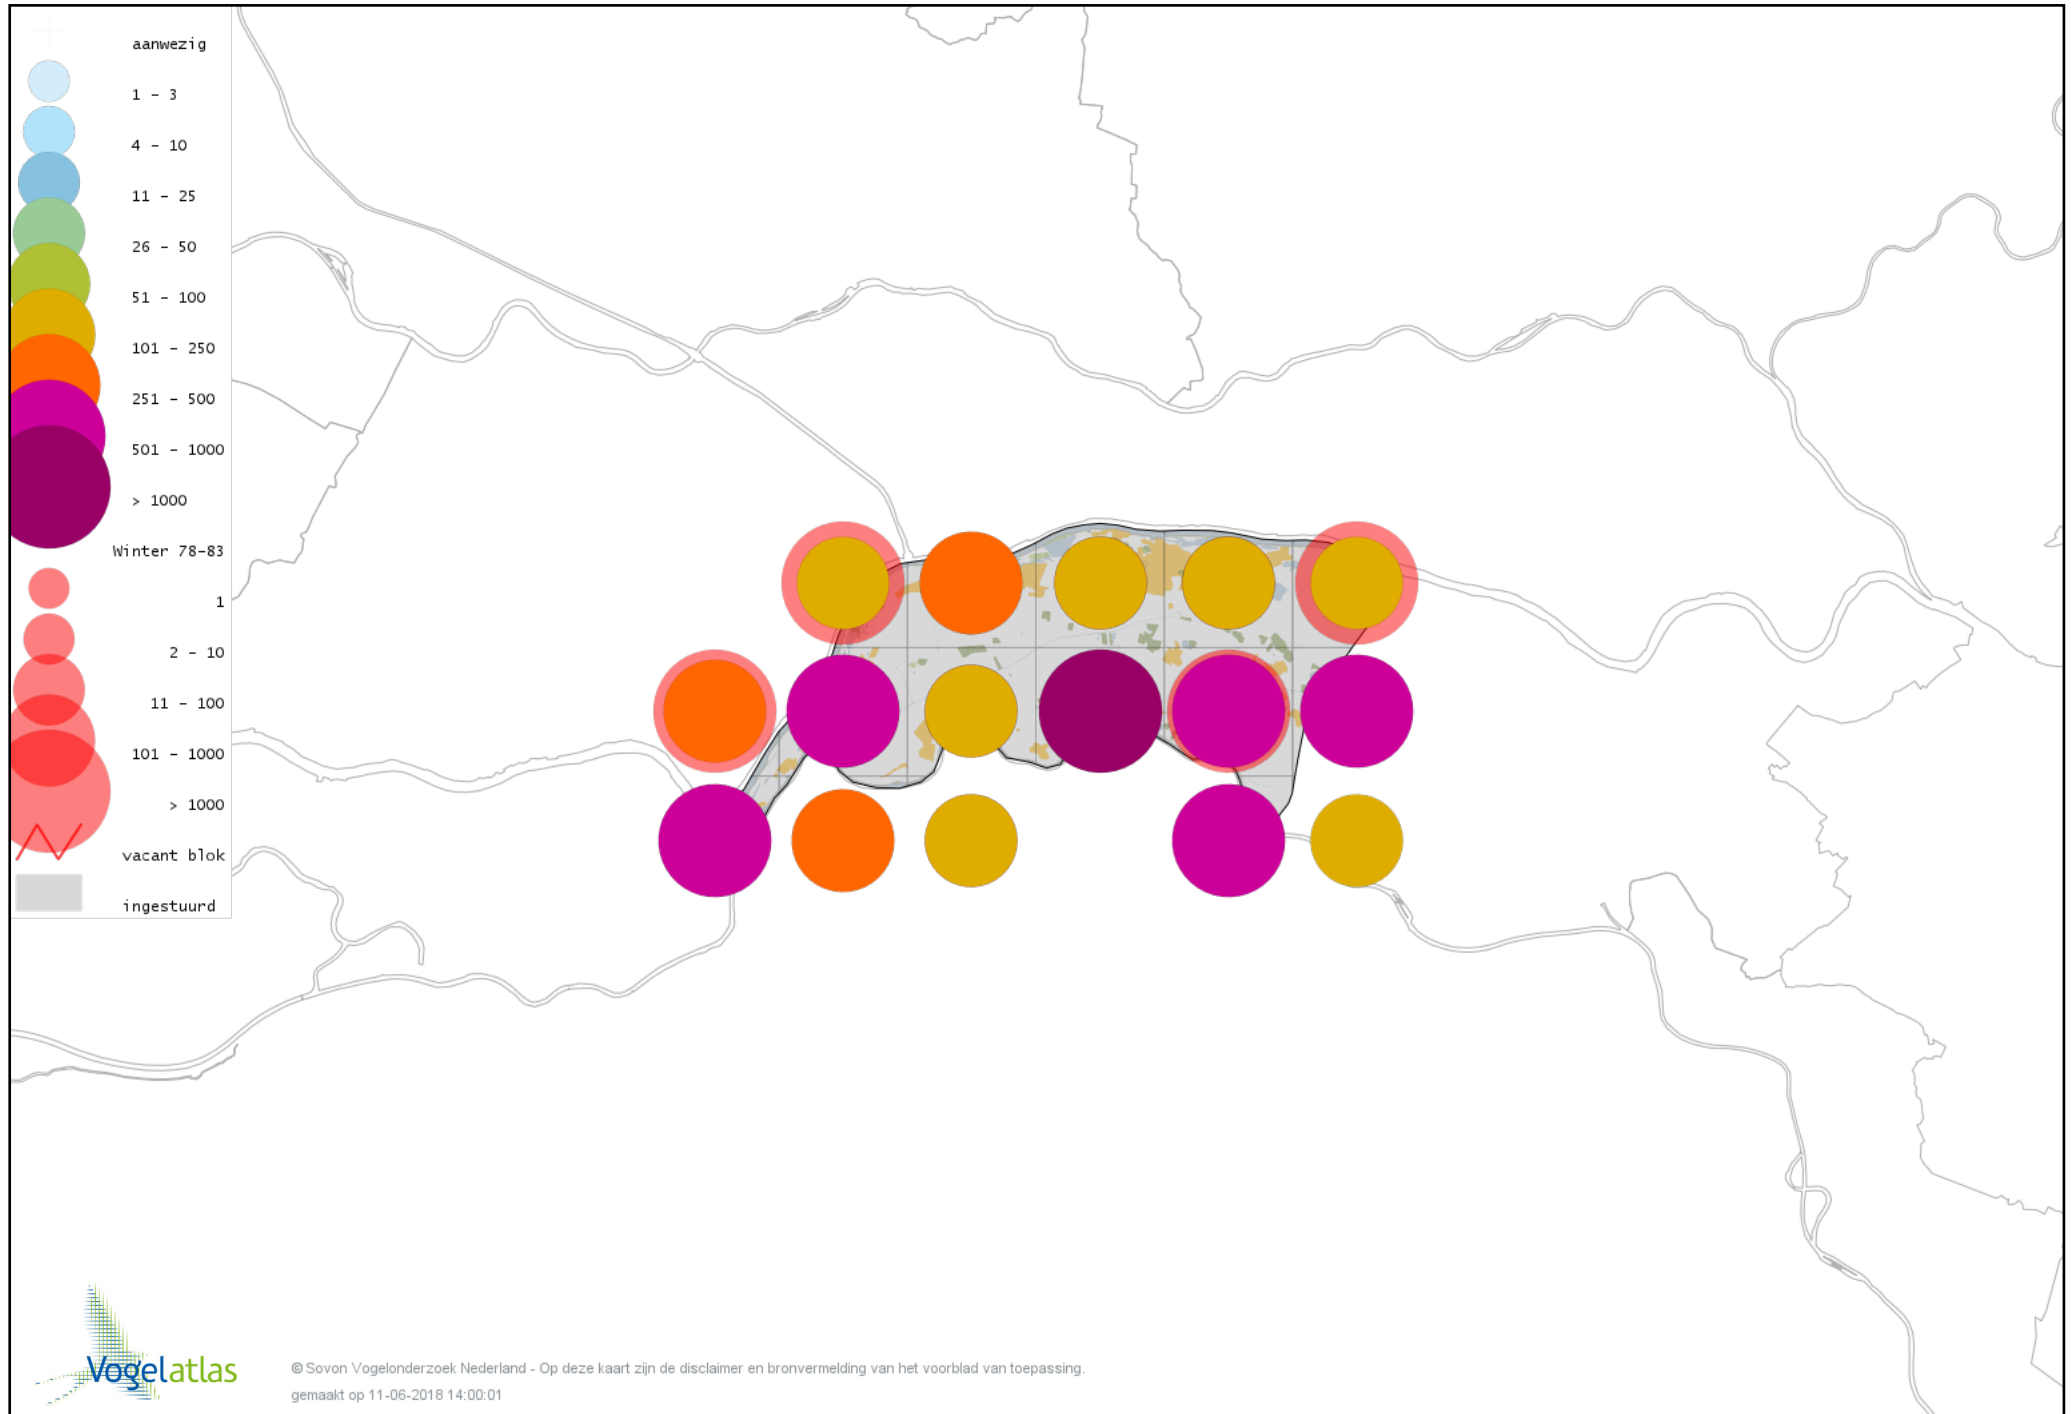 aanwezig
1 - 3
4 - 10
11 - 25
26 - 50
51 - 100
101 - 250
251 - 500
501 - 1000
> 1000
Winter 78-83
1
2 - 10
11 - 100
101 - 1000
> 1000
vacant blok
ingestuurd
Vogelatlas
© Sovon Vogelonderzoek Nederland - Op deze kaart zijn de disclaimer en bronvermelding van het voorblad van toepassing.
gemaakt op 11-06-2018 14:00:01